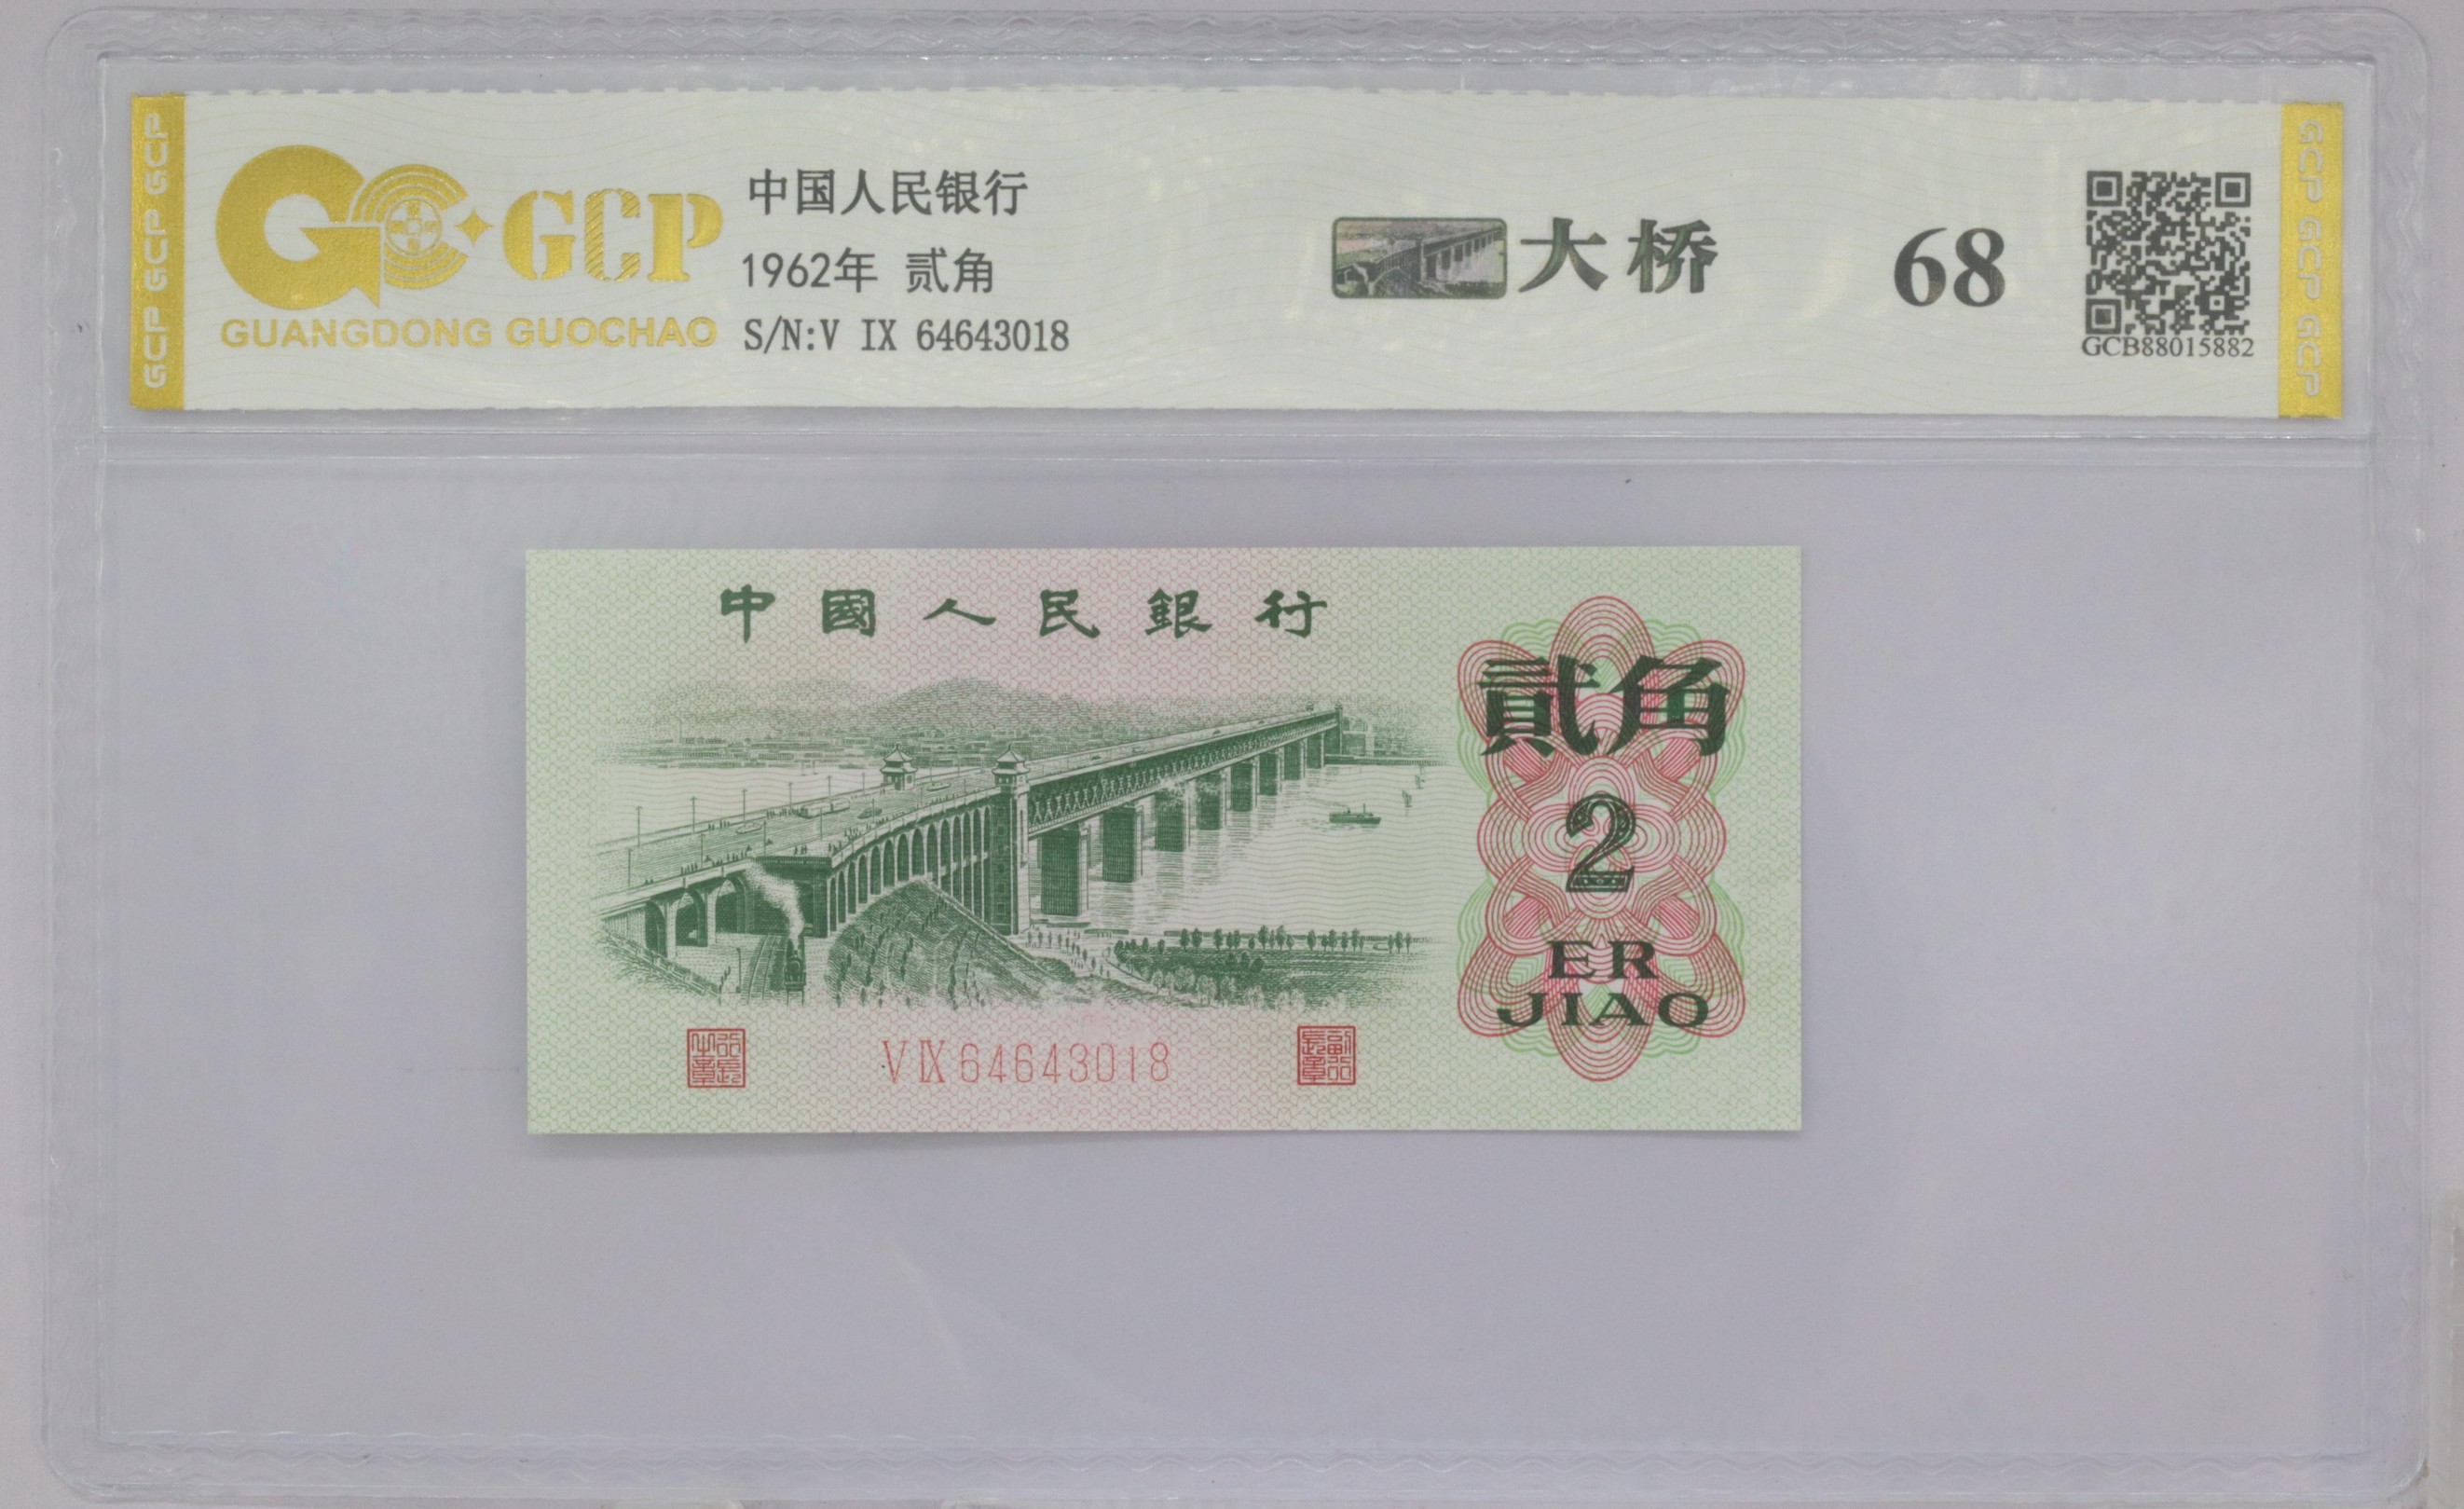 GCP GCP GCP
GCP
GUANGDONG GUOCHAO
中国人民银行
1962年 贰角
S/N:V IX 64643018
大桥
68
GCB88015882
GCP GCP GCP
中國人民銀行
貳角
2
ER
JIAO
V IX 64643018